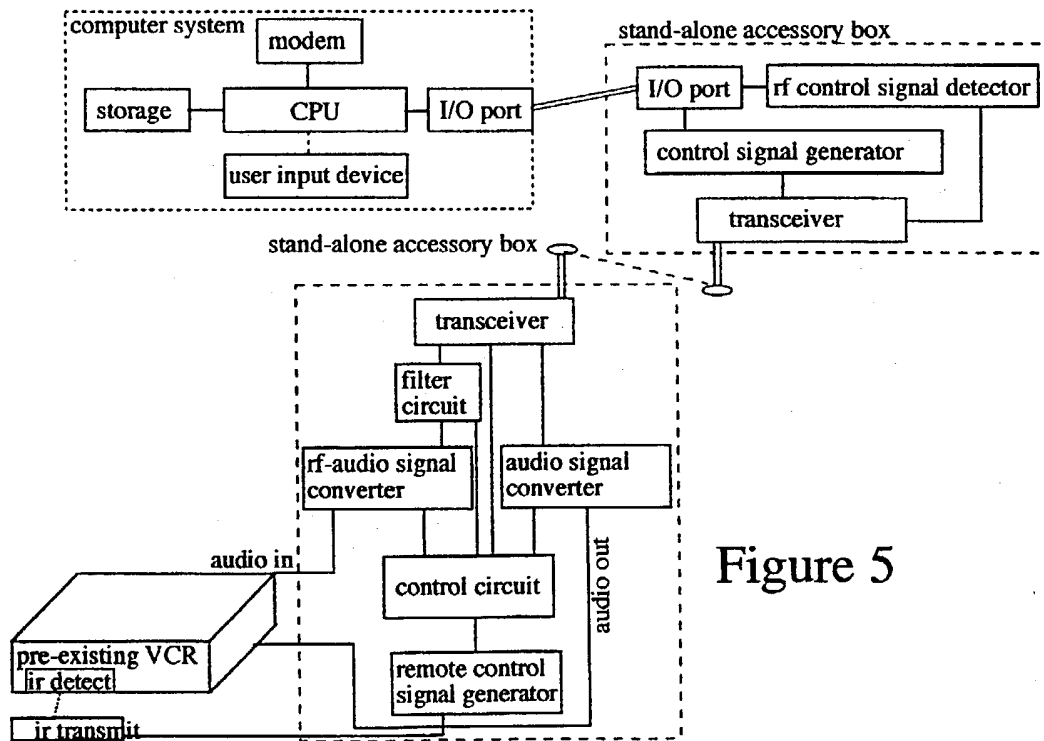 computer system
modem
storage
CPU
I/O port
user input device
stand-alone accessory box
I/O port
rf control signal detector
control signal generator
transceiver
stand-alone accessory box
transceiver
filter
circuit
rf-audio signal
converter
audio signal
converter
audio in
control circuit
audio out
Figure 5
pre-existing VCR
ir detect
remote control
signal generator
ir transmit